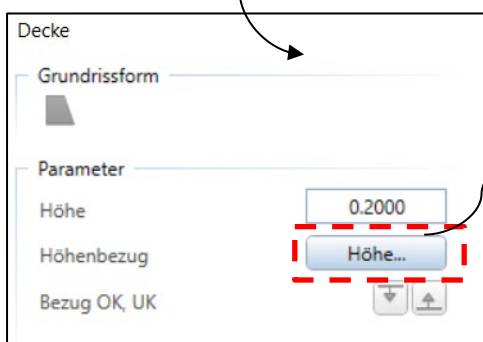 Decke
Grundrissform
Parameter
Höhe 0.2000
Höhenbezug Höhe...
Bezug OK, UK